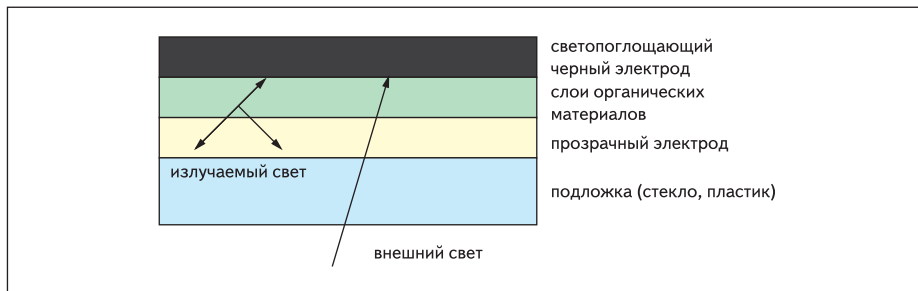 светопоглощающий
черный электрод
слои органических
материалов
прозрачный электрод
излучаемый свет
подложка (стекло, пластик)
внешний свет